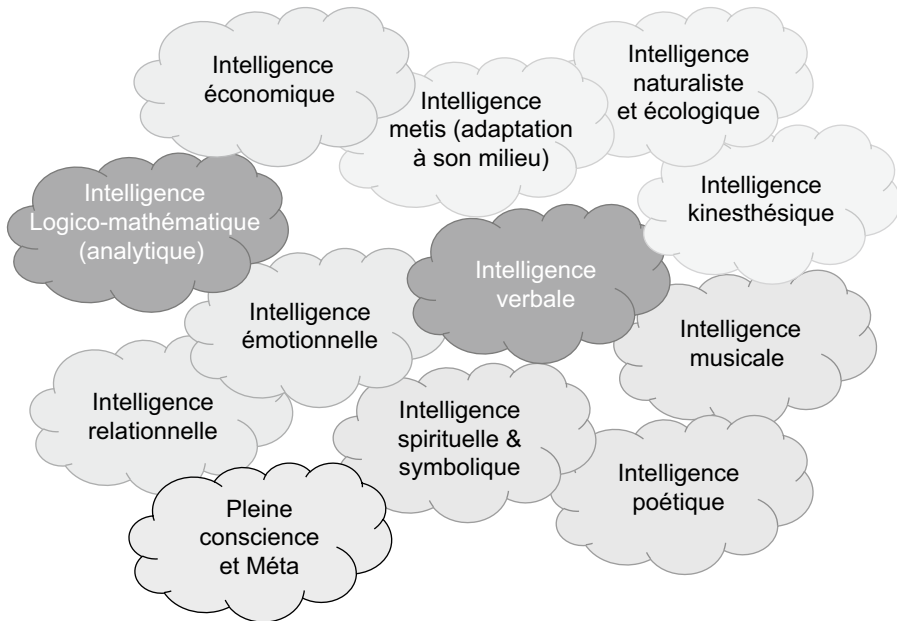 Intelligence
économique
Intelligence
metis (adaptation
à son milieu)
Intelligence
naturaliste
et écologique
Intelligence
Logico-mathématique
(analytique)
Intelligence
verbale
Intelligence
kinesthésique
Intelligence
émotionnelle
Intelligence
musicale
Intelligence
relationnelle
Intelligence
spirituelle &
symbolique
Intelligence
poétique
Pleine
conscience
et Méta